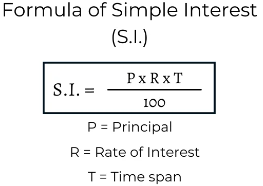 Formula of Simple Interest
(S.I.)
S.I. = P x R x T
100
P = Principal
R = Rate of Interest
T = Time span